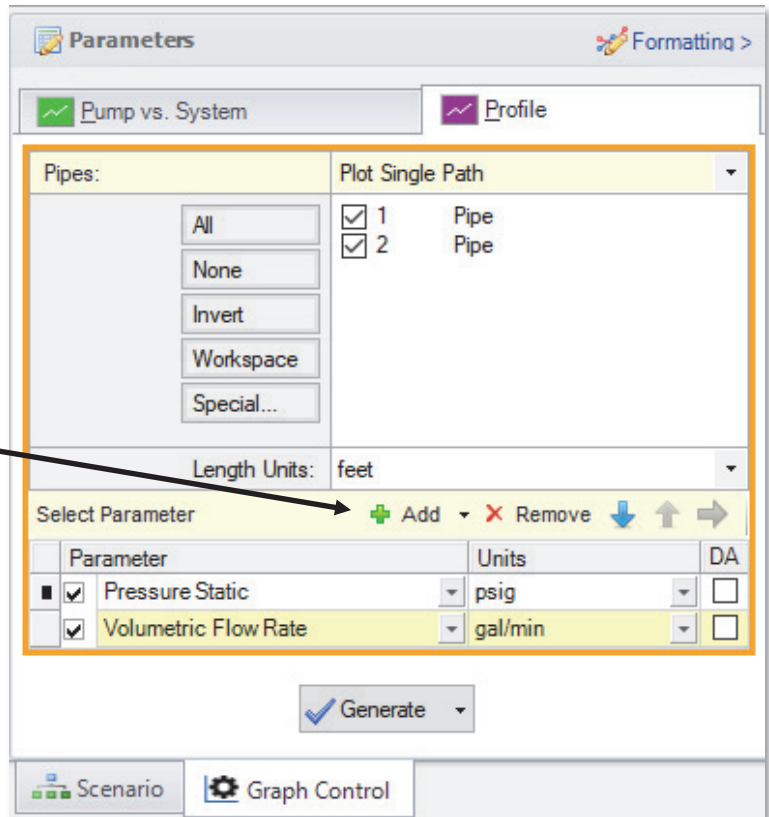 Parameters Formatting >
Pump vs. System Profile
Pipes: Plot Single Path
All 1 Pipe
None 2 Pipe
Invert
Workspace
Special...
Length Units: feet
Select Parameter Add Remove
Parameter Units DA
Pressure Static psig
Volumetric Flow Rate gal/min
Generate
Scenario Graph Control